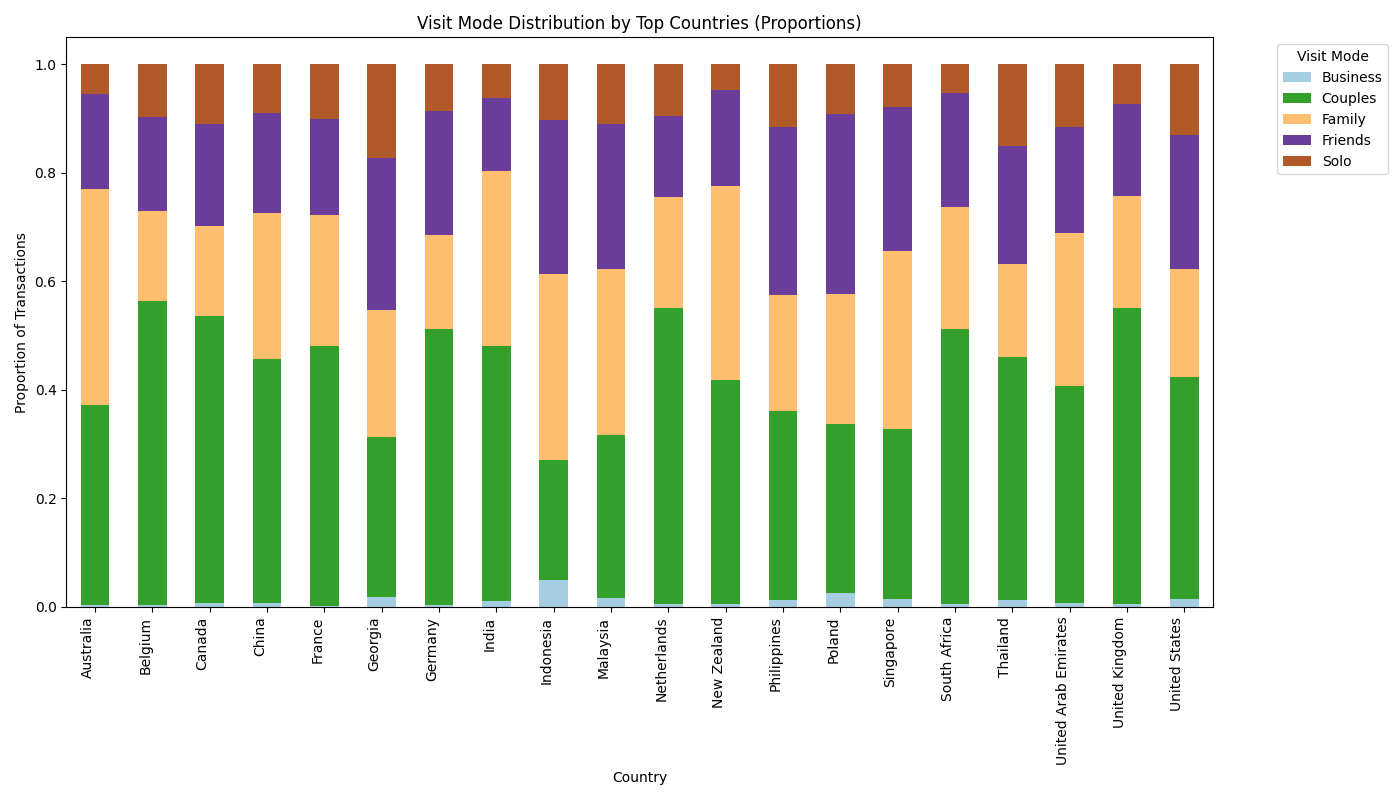 Visit Mode Distribution by Top Countries (Proportions)
Visit Mode
Business
Couples
Family
Friends
Solo
Proportion of Transactions
1.0
0.8
0.6
0.4
0.2
0.0
Australia
Belgium
Canada
China
France
Georgia
Germany
India
Indonesia
Malaysia
Netherlands
New Zealand
Philippines
Poland
Singapore
South Africa
Thailand
United Arab Emirates
United Kingdom
United States
Country